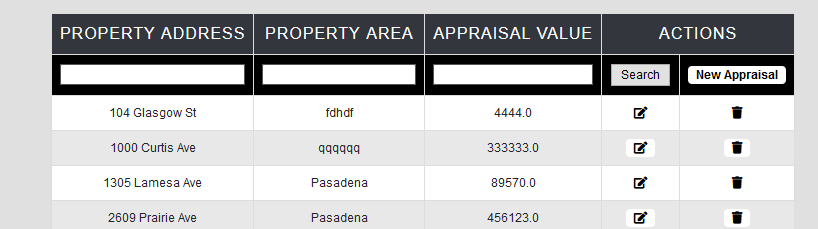 PROPERTY ADDRESS PROPERTY AREA APPRAISAL VALUE ACTIONS
Search New Appraisal
104 Glasgow St fdhdf 4444.0
1000 Curtis Ave qqqqqq 333333.0
1305 Lamesa Ave Pasadena 89570.0
2609 Prairie Ave Pasadena 456123.0